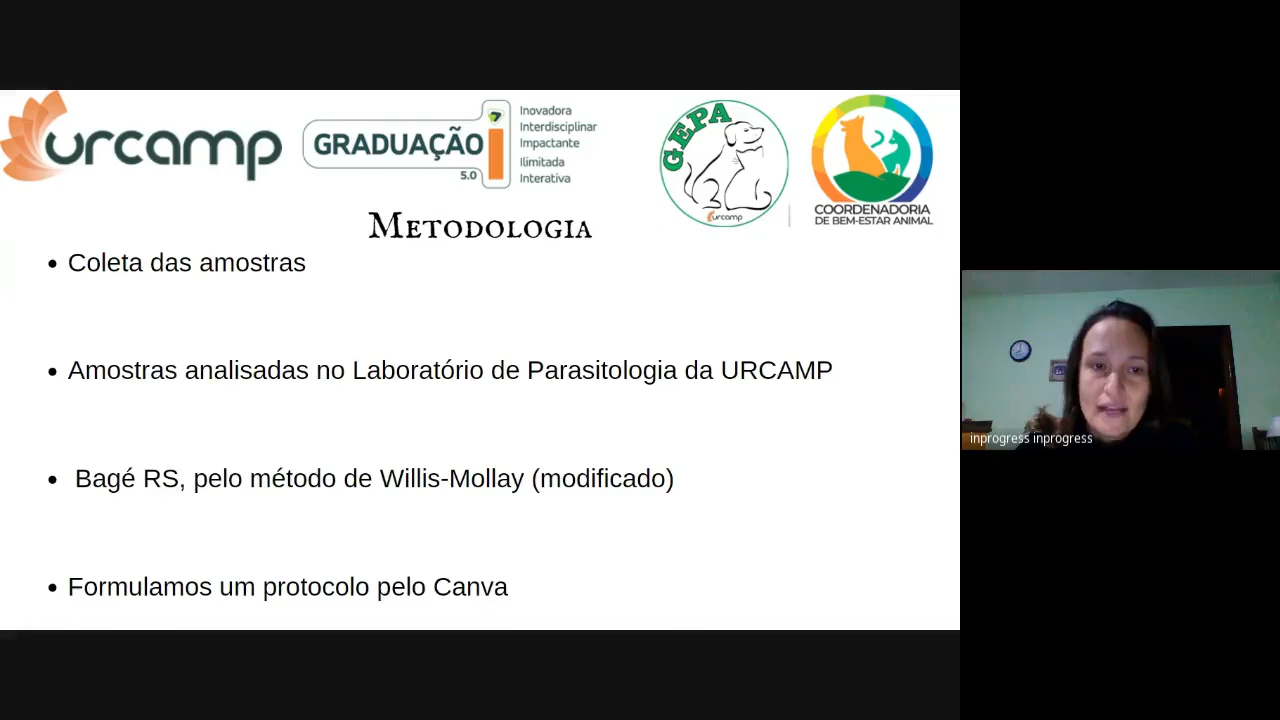 urcamp
GRADUAÇÃO
5.0
Inovadora
Interdisciplinar
Impactante
Ilimitada
Interativa
GEPA
urcamp
COORDENADORIA
DE BEM-ESTAR ANIMAL
Metodologia
• Coleta das amostras
• Amostras analisadas no Laboratório de Parasitologia da URCAMP
• Bagé RS, pelo método de Willis-Mollay (modificado)
• Formulamos um protocolo pelo Canva
inprogress inprogress